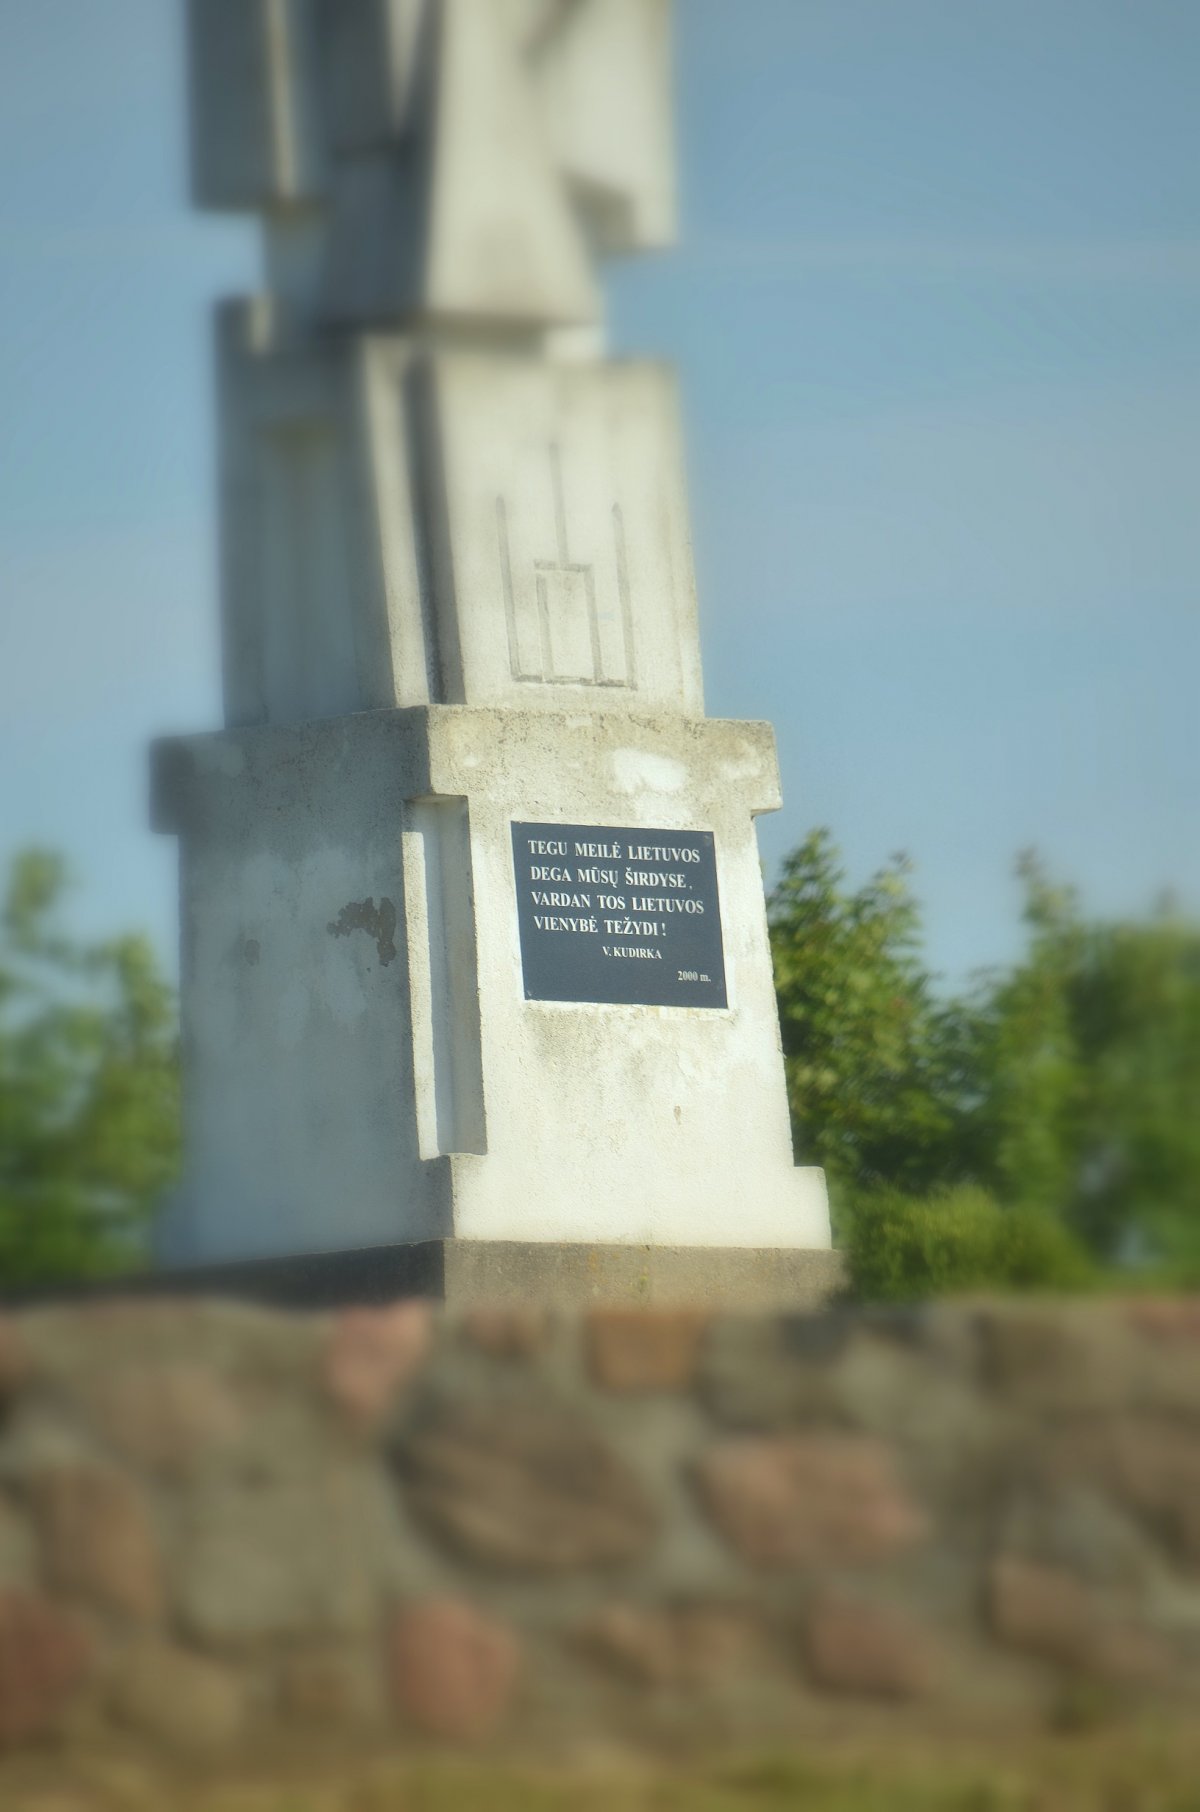 TEGU MEILĖ LIETUVOS
DEGA MŪSŲ ŠIRDYSE.
VARDAN TOS LIETUVOS
VIENYBĖ TEŽYDI!
V. KUDIRKA
2000 m.